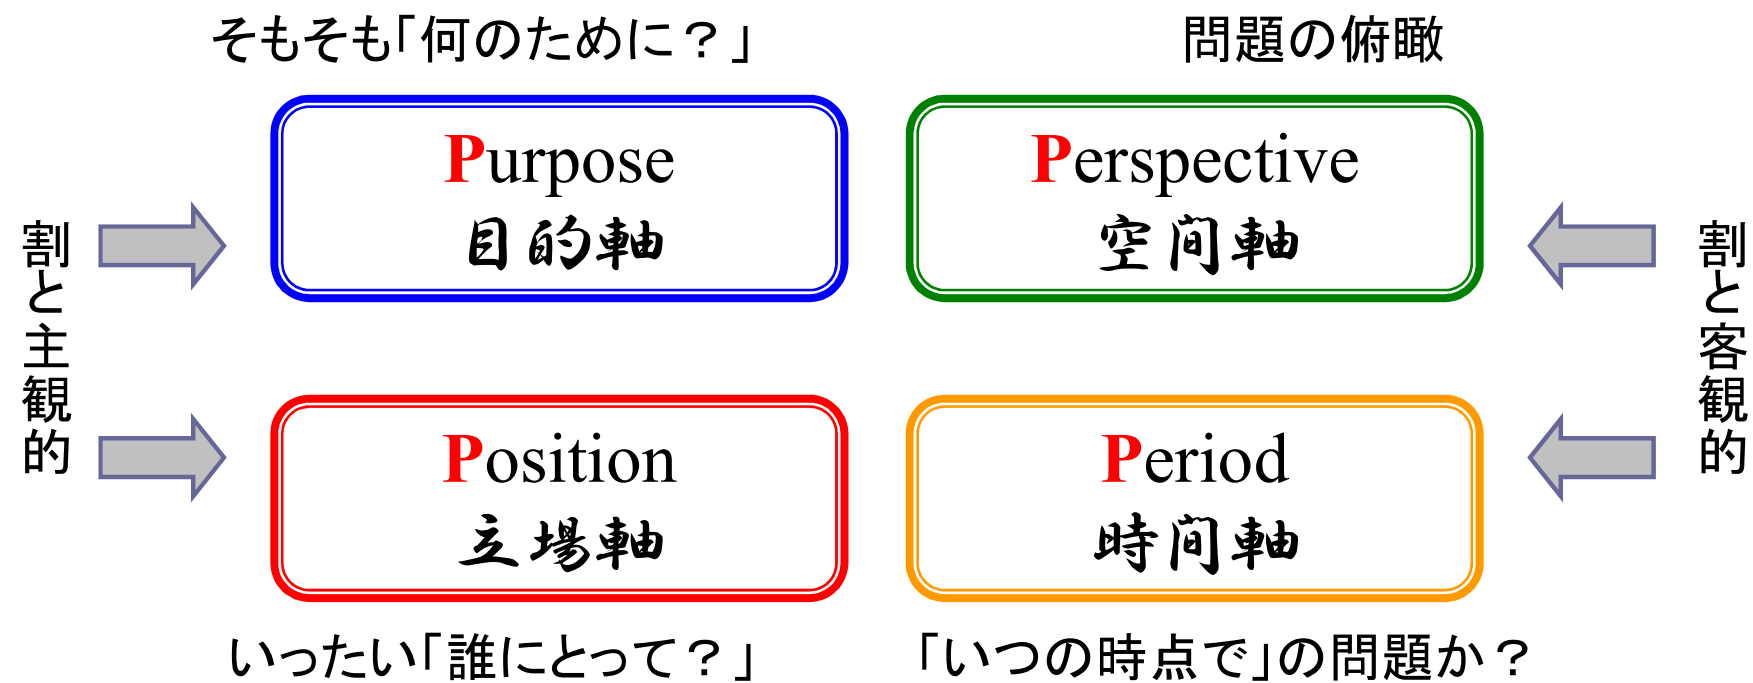 そもそも「何のために？」
問題の俯瞰
Purpose
目的軸
Perspective
空間軸
割と主観的
割と客観的
Position
立場軸
Period
時間軸
いったい「誰にとって？」
「いつの時点で」の問題か？